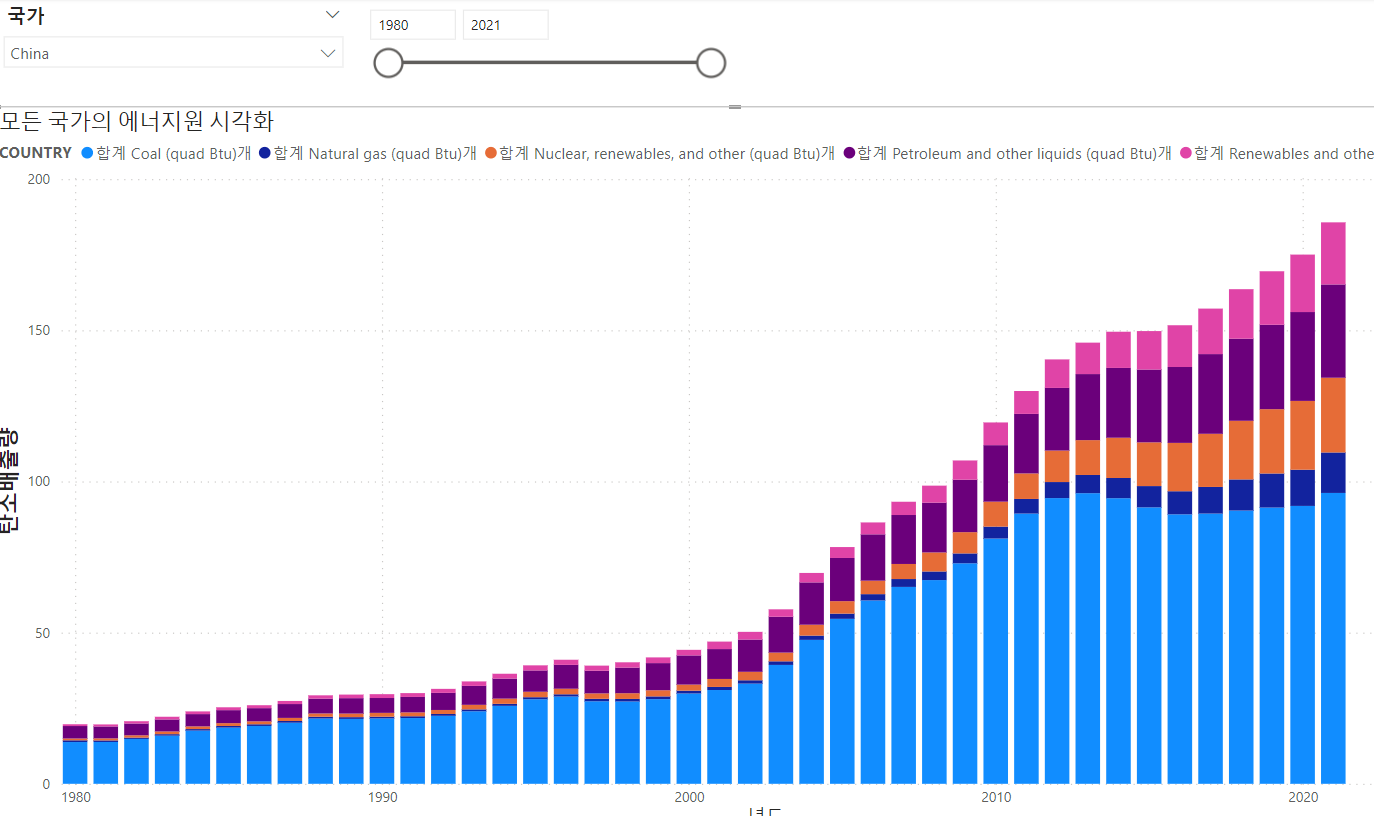 국가
China
1980 2021
모든 국가의 에너지원 시각화
COUNTRY 합계 Coal (quad Btu)개 합계 Natural gas (quad Btu)개 합계 Nuclear, renewables, and other (quad Btu)개 합계 Petroleum and other liquids (quad Btu)개 합계 Renewables and othe
200
150
100
50
0
탄소배출량
1980 1990 2000 2010 2020
년도